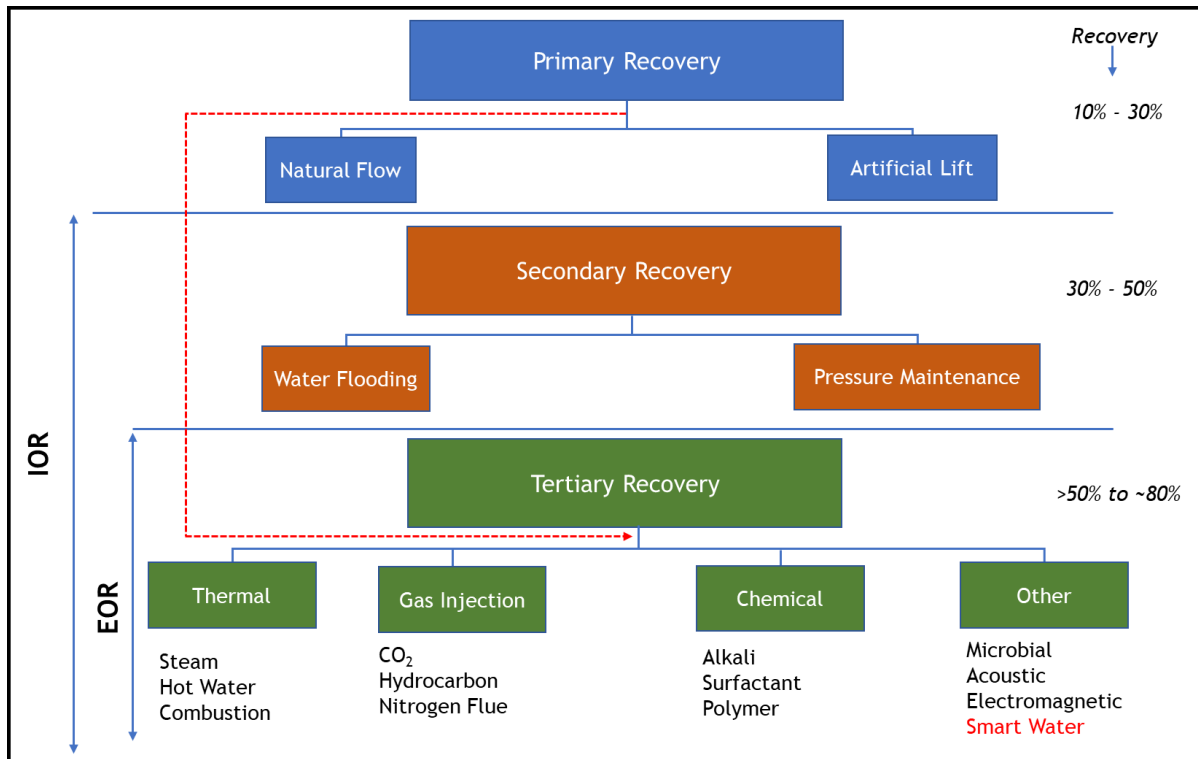 Primary Recovery
Recovery
10% - 30%
Natural Flow
Artificial Lift
Secondary Recovery
30% - 50%
Water Flooding
Pressure Maintenance
IOR
Tertiary Recovery
>50% to ~80%
EOR
Thermal
Gas Injection
Chemical
Other
Steam
Hot Water
Combustion
CO₂
Hydrocarbon
Nitrogen Flue
Alkali
Surfactant
Polymer
Microbial
Acoustic
Electromagnetic
Smart Water